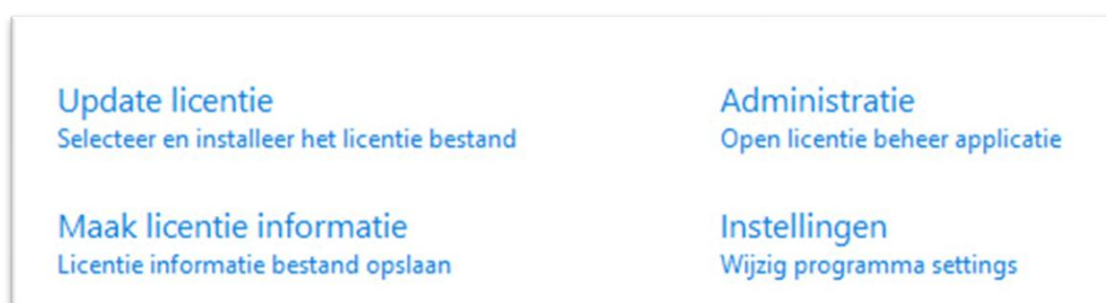 Update licentie
Selecteer en installeer het licentie bestand
Administratie
Open licentie beheer applicatie
Maak licentie informatie
Licentie informatie bestand opslaan
Instellingen
Wijzig programma settings